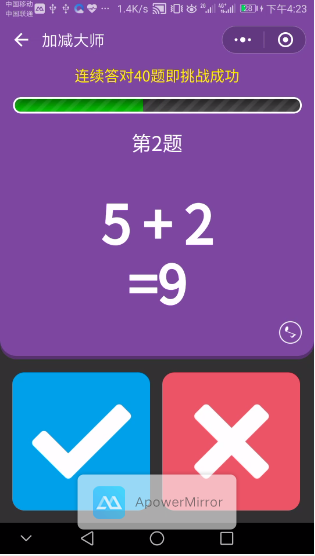 中国移动
中国联通
1.4K/s
下午4:23
加减大师
连续答对40题即挑战成功
第2题
5 + 2
=9
ApowerMirror